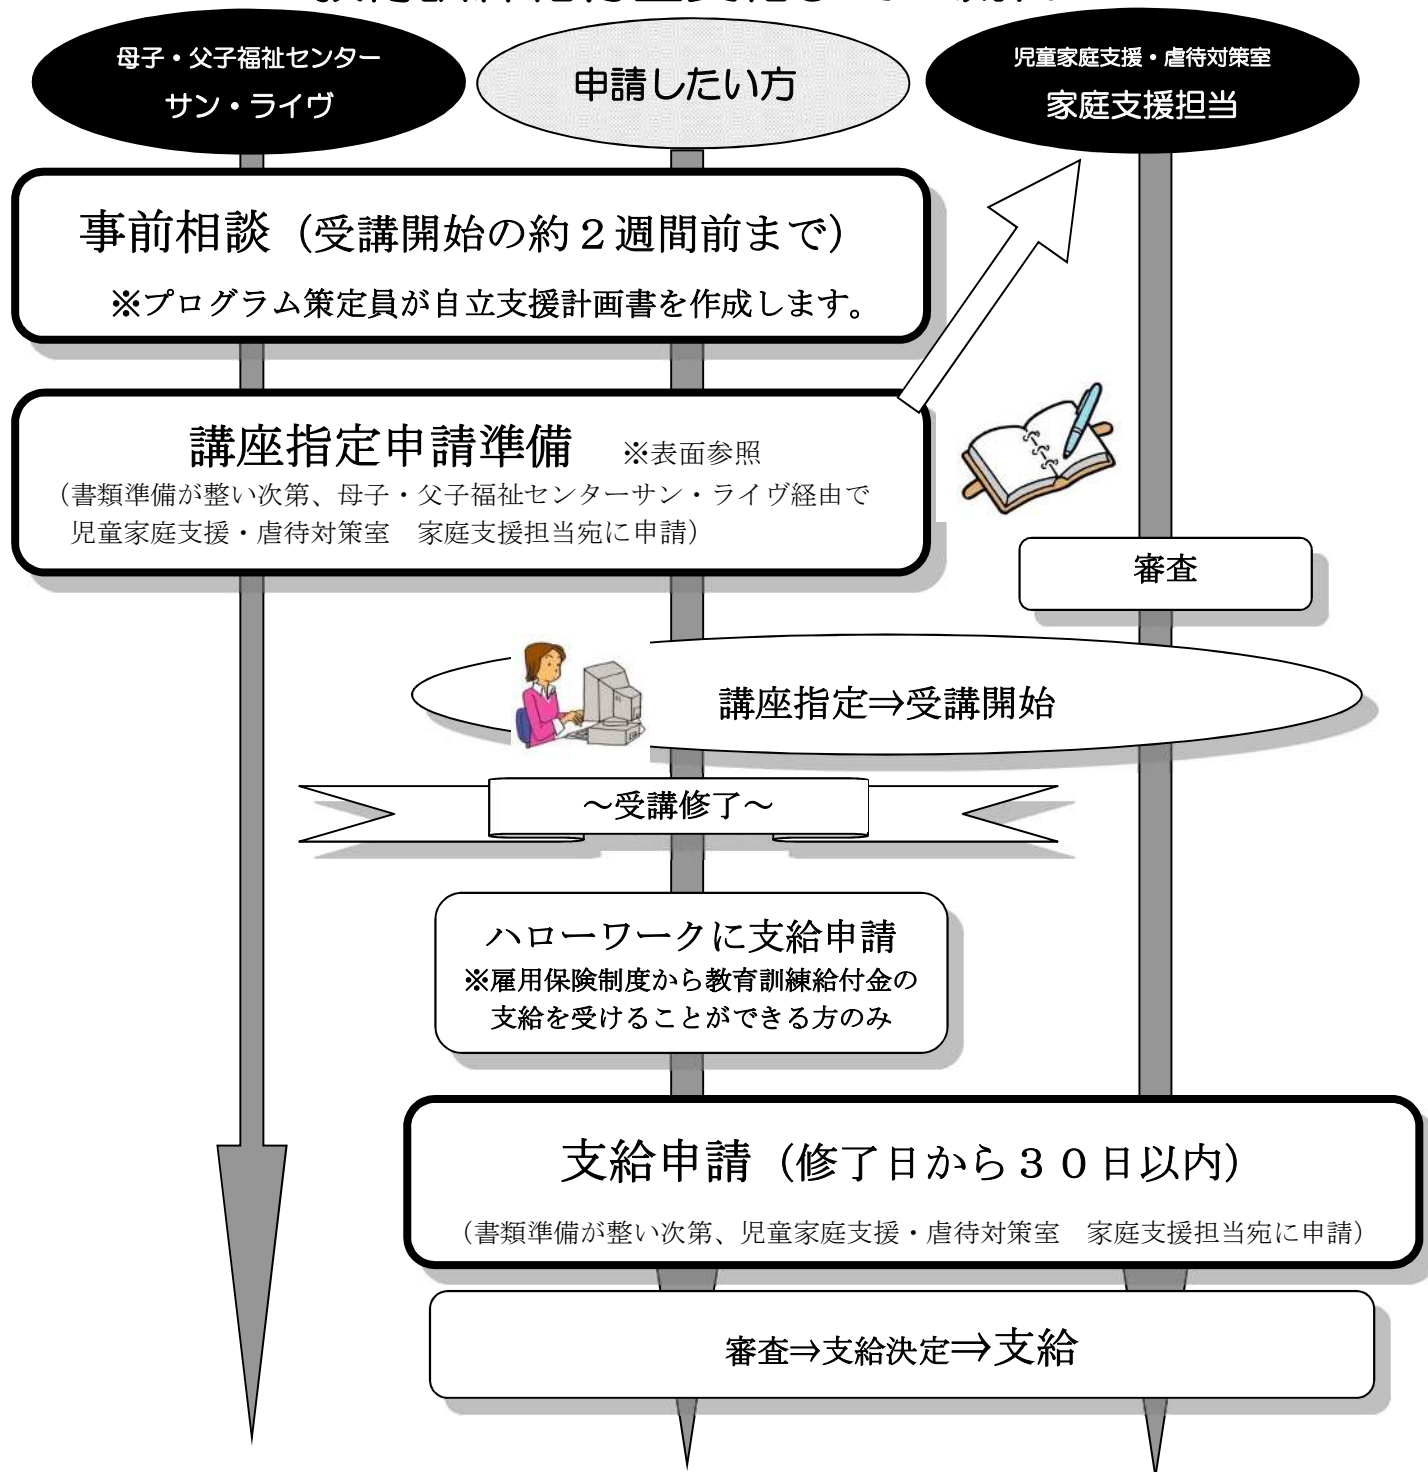 母子・父子福祉センター
サン・ライヴ
申請したい方
児童家庭支援・虐待対策室
家庭支援担当
事前相談（受講開始の約２週間前まで）
※プログラム策定員が自立支援計画書を作成します。
講座指定申請準備　※表面参照
（書類準備が整い次第、母子・父子福祉センターサン・ライヴ経由で
児童家庭支援・虐待対策室　家庭支援担当宛に申請）
審査
講座指定⇒受講開始
～受講修了～
ハローワークに支給申請
※雇用保険制度から教育訓練給付金の
支給を受けることができる方のみ
支給申請（修了日から３０日以内）
（書類準備が整い次第、児童家庭支援・虐待対策室　家庭支援担当宛に申請）
審査⇒支給決定⇒支給